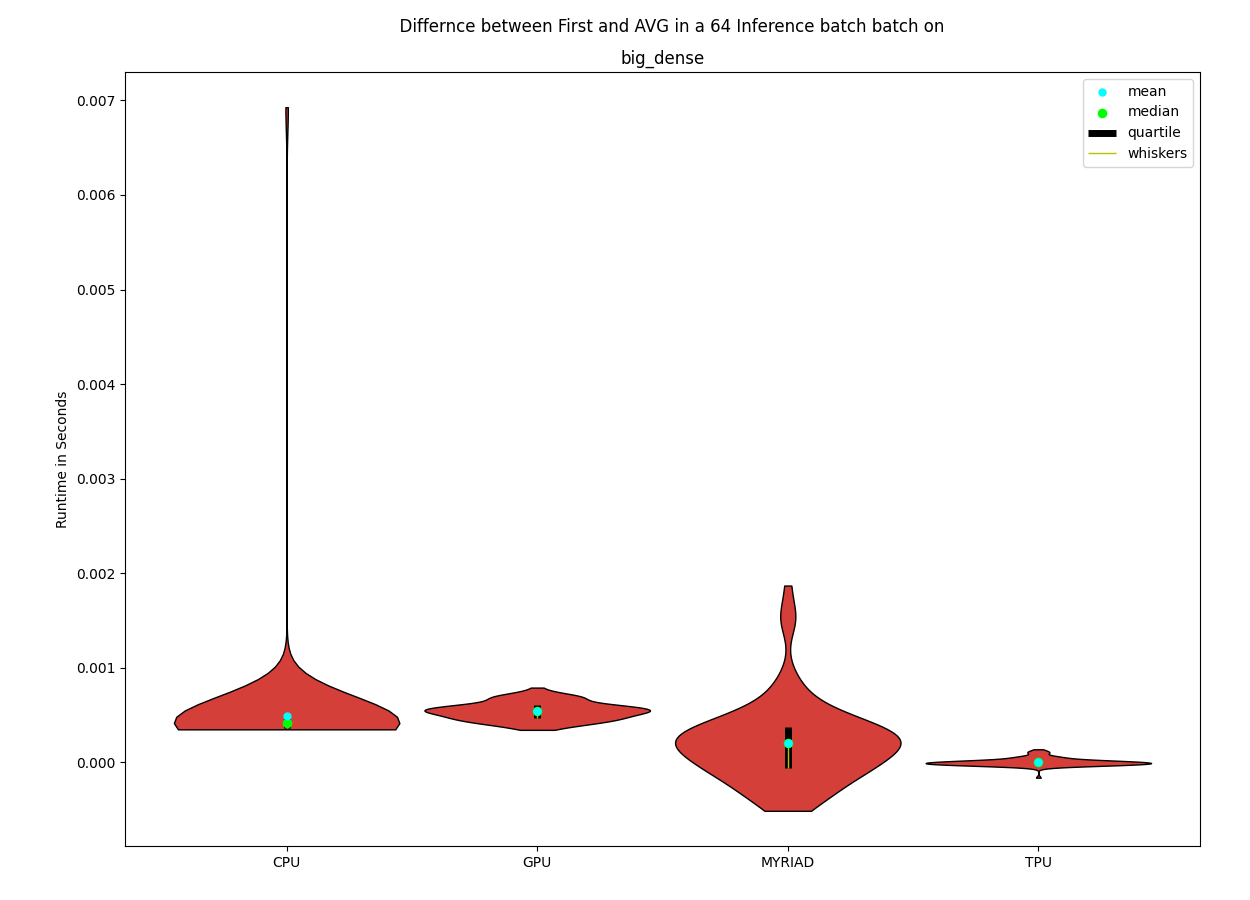 Differnce between First and AVG in a 64 Inference batch batch on
big_dense
mean
median
quartile
whiskers
0.007
0.006
0.005
0.004
0.003
0.002
0.001
0.000
Runtime in Seconds
CPU
GPU
MYRIAD
TPU